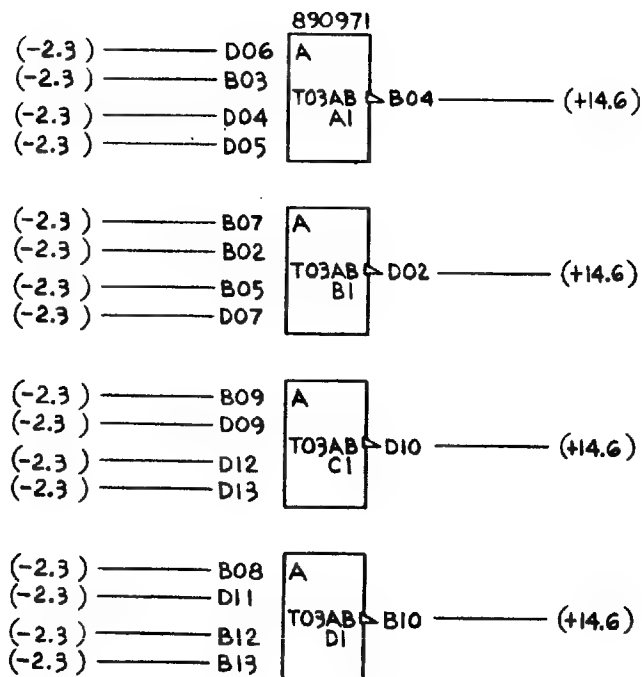 890971
(-2.3) D06 A
(-2.3) B03
T03AB B04 (+14.6)
(-2.3) D04 A1
(-2.3) D05
(-2.3) B07 A
(-2.3) B02
T03AB D02 (+14.6)
(-2.3) B05 B1
(-2.3) D07
(-2.3) B09 A
(-2.3) D09
T03AB D10 (+14.6)
(-2.3) D12 C1
(-2.3) D13
(-2.3) B08 A
(-2.3) D11
T03AB B10 (+14.6)
(-2.3) B12 D1
(-2.3) B13